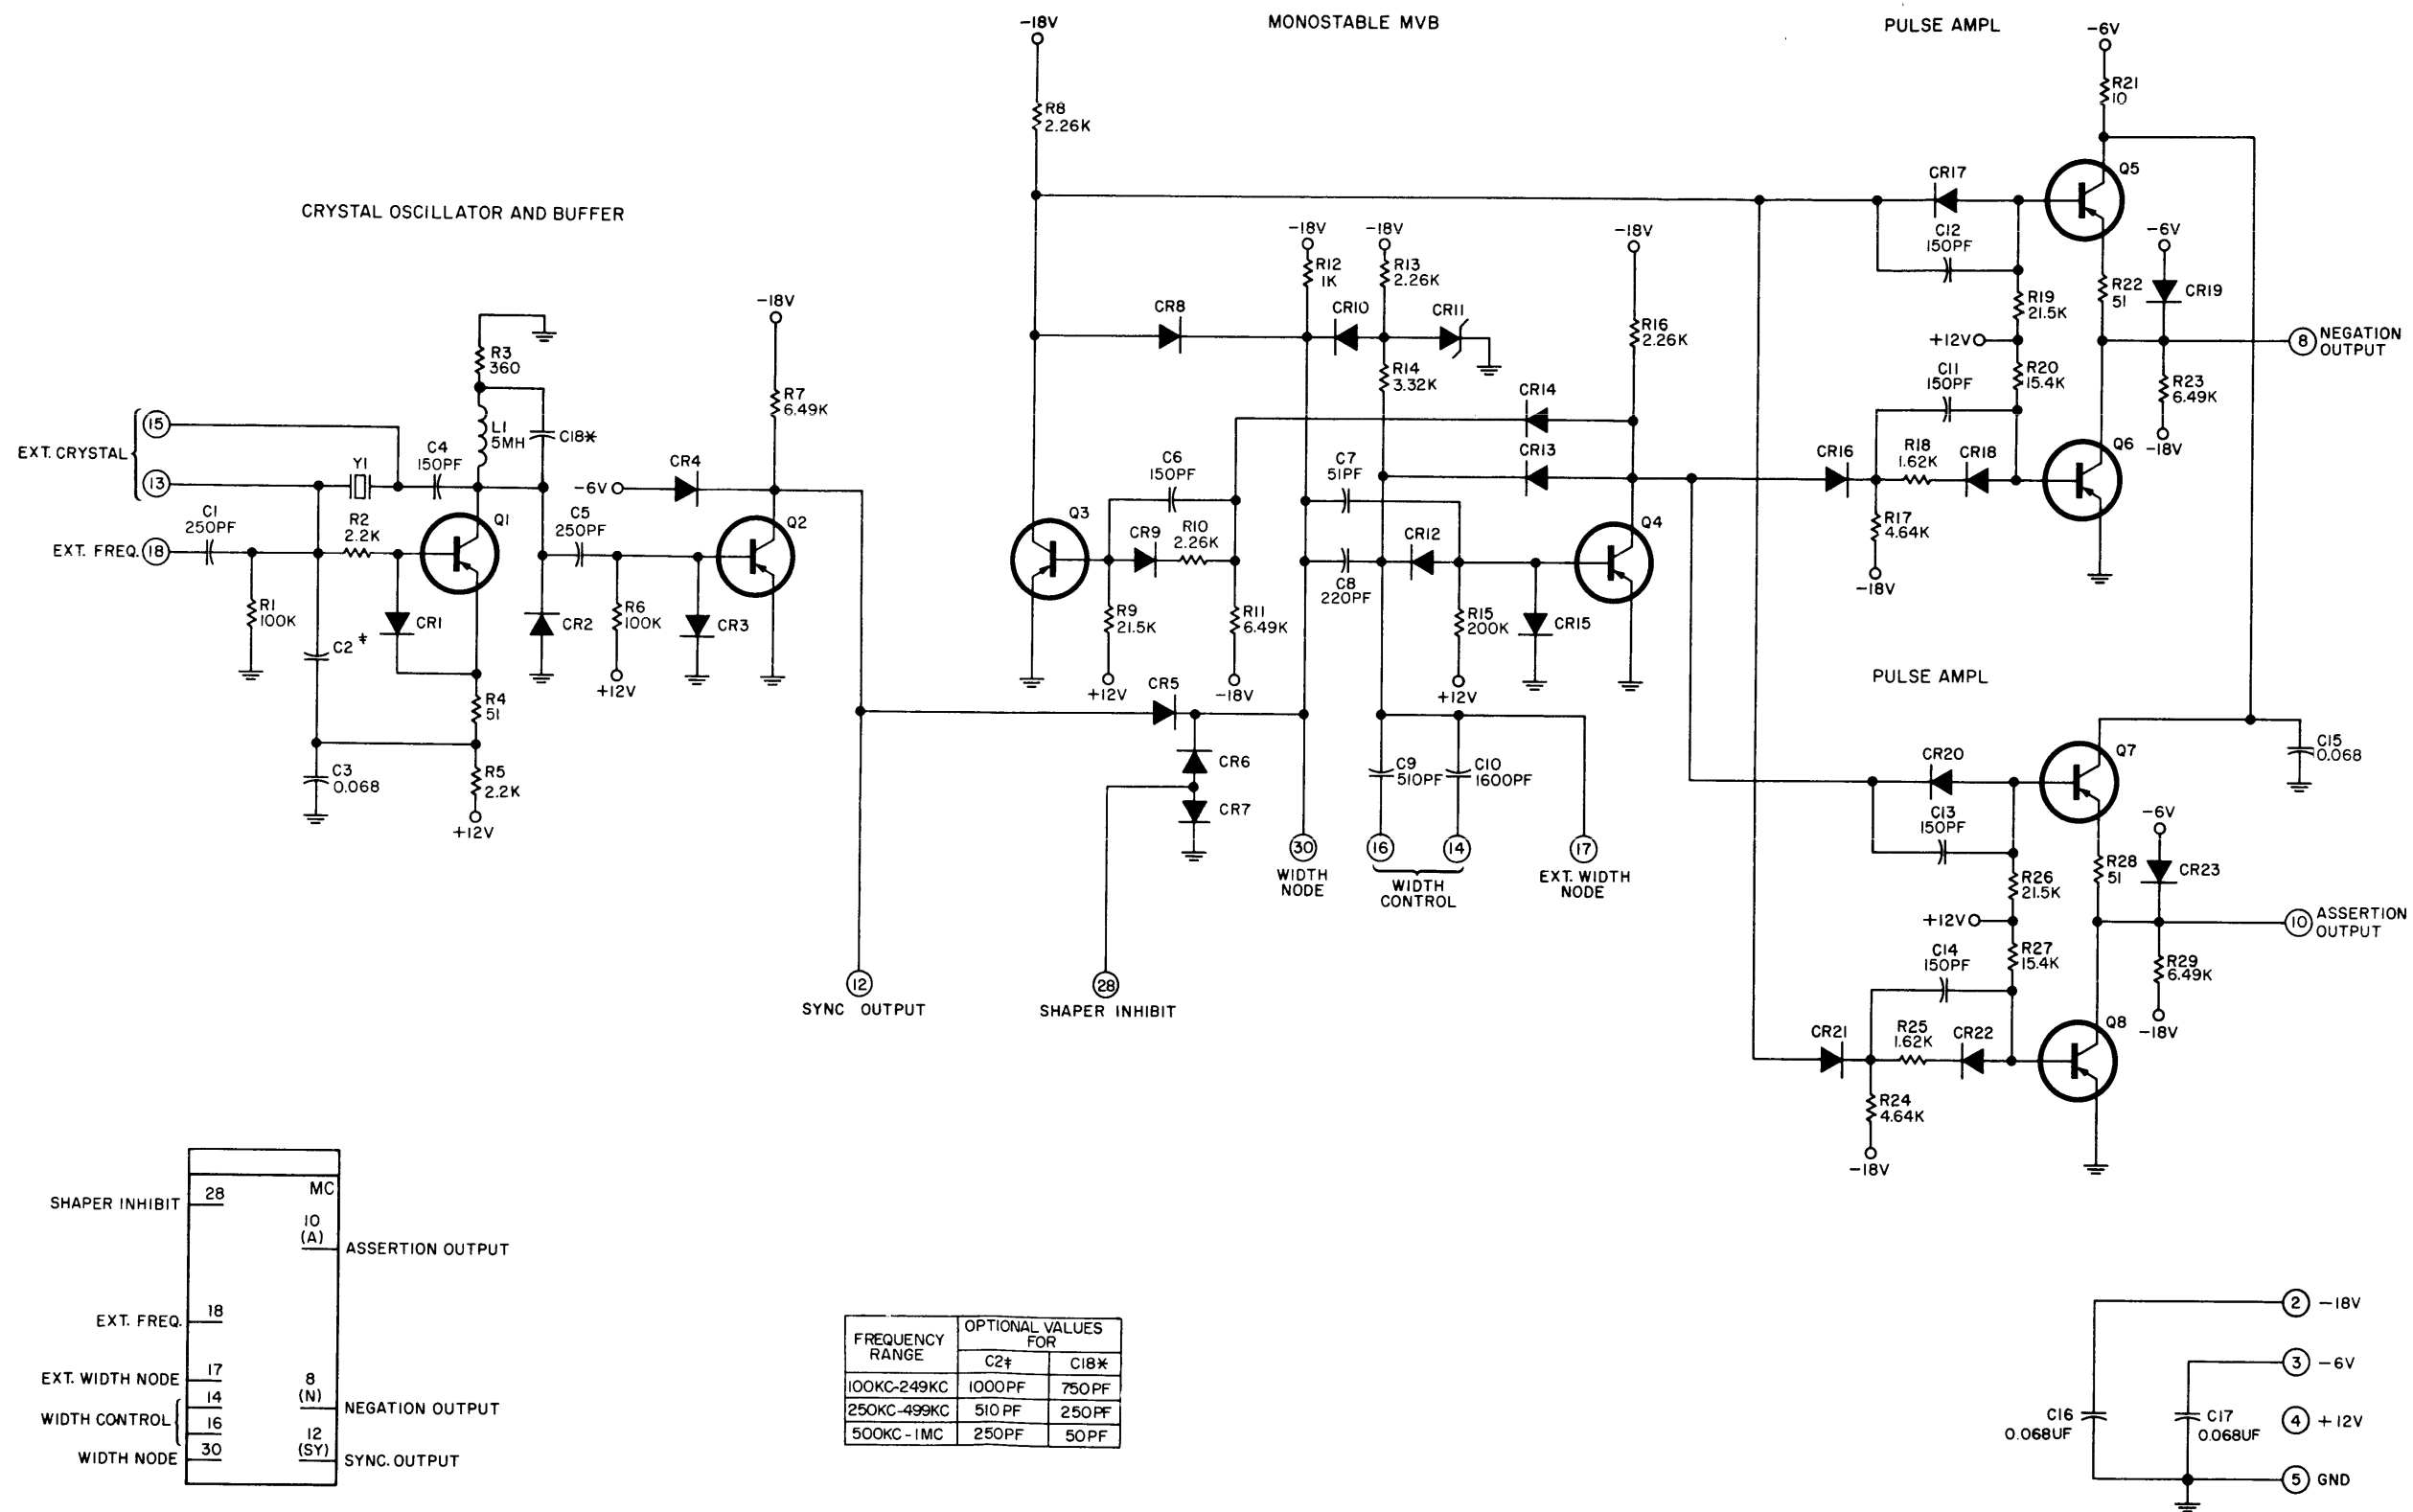 CRYSTAL OSCILLATOR AND BUFFER
EXT. CRYSTAL
15
13
EXT. FREQ.
18
C1
250PF
R1
100K
Y1
R2
2.2K
C2 ‡
C3
0.068
CR1
C4
150PF
R3
360
L1
5MH
C18*
Q1
R4
51
R5
2.2K
+12V
C5
250PF
CR2
R6
100K
+12V
CR3
-6V
CR4
-18V
R7
6.49K
Q2
12
SYNC OUTPUT
MONOSTABLE MVB
-18V
R8
2.26K
CR8
-18V
R12
1K
CR10
-18V
R13
2.26K
CR11
R14
3.32K
-18V
R16
2.26K
CR14
CR13
Q3
C6
150PF
CR9
R10
2.26K
R9
21.5K
+12V
R11
6.49K
-18V
C7
51PF
C8
220PF
CR12
R15
200K
+12V
CR15
Q4
CR5
CR6
CR7
28
SHAPER INHIBIT
30
WIDTH
NODE
C9
510PF
C10
1600PF
16
14
WIDTH
CONTROL
17
EXT. WIDTH
NODE
PULSE AMPL
-6V
R21
10
CR17
C12
150PF
Q5
R19
21.5K
+12V
R20
15.4K
C11
150PF
CR16
R18
1.62K
CR18
R17
4.64K
-18V
Q6
R22
51
-6V
CR19
R23
6.49K
-18V
8
NEGATION
OUTPUT
PULSE AMPL
CR20
C13
150PF
Q7
C15
0.068
R26
21.5K
+12V
R27
15.4K
C14
150PF
CR21
R25
1.62K
CR22
R24
4.64K
-18V
Q8
R28
51
-6V
CR23
R29
6.49K
-18V
10
ASSERTION
OUTPUT
MC
SHAPER INHIBIT
28
10
(A)
ASSERTION OUTPUT
EXT. FREQ.
18
EXT. WIDTH NODE
17
WIDTH CONTROL
14
16
WIDTH NODE
30
8
(N)
NEGATION OUTPUT
12
(SY)
SYNC. OUTPUT
FREQUENCY
RANGE
OPTIONAL VALUES
FOR
C2‡ C18*
100KC-249KC 1000PF 750PF
250KC-499KC 510PF 250PF
500KC-1MC 250PF 50PF
2 -18V
3 -6V
4 +12V
5 GND
C16
0.068UF
C17
0.068UF